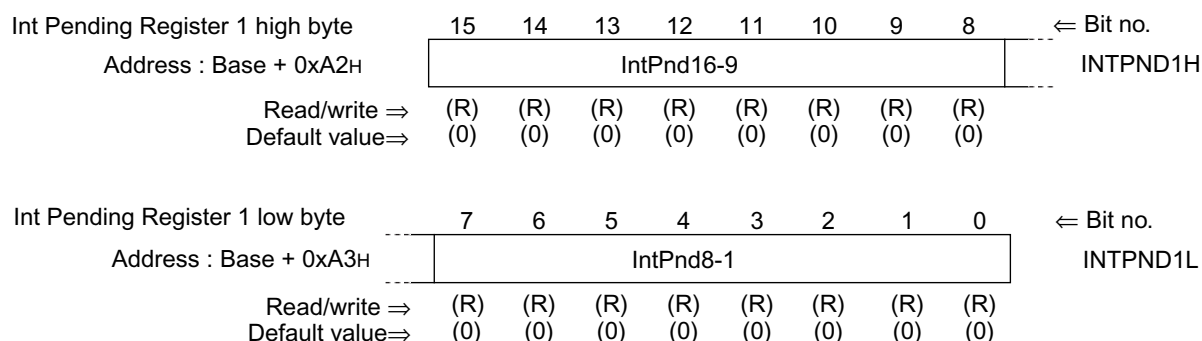 Int Pending Register 1 high byte 15 14 13 12 11 10 9 8 ⇐ Bit no.
Address : Base + 0xA2H IntPnd16-9 INTPND1H
Read/write ⇒ (R) (R) (R) (R) (R) (R) (R) (R)
Default value⇒ (0) (0) (0) (0) (0) (0) (0) (0)
Int Pending Register 1 low byte 7 6 5 4 3 2 1 0 ⇐ Bit no.
Address : Base + 0xA3H IntPnd8-1 INTPND1L
Read/write ⇒ (R) (R) (R) (R) (R) (R) (R) (R)
Default value⇒ (0) (0) (0) (0) (0) (0) (0) (0)